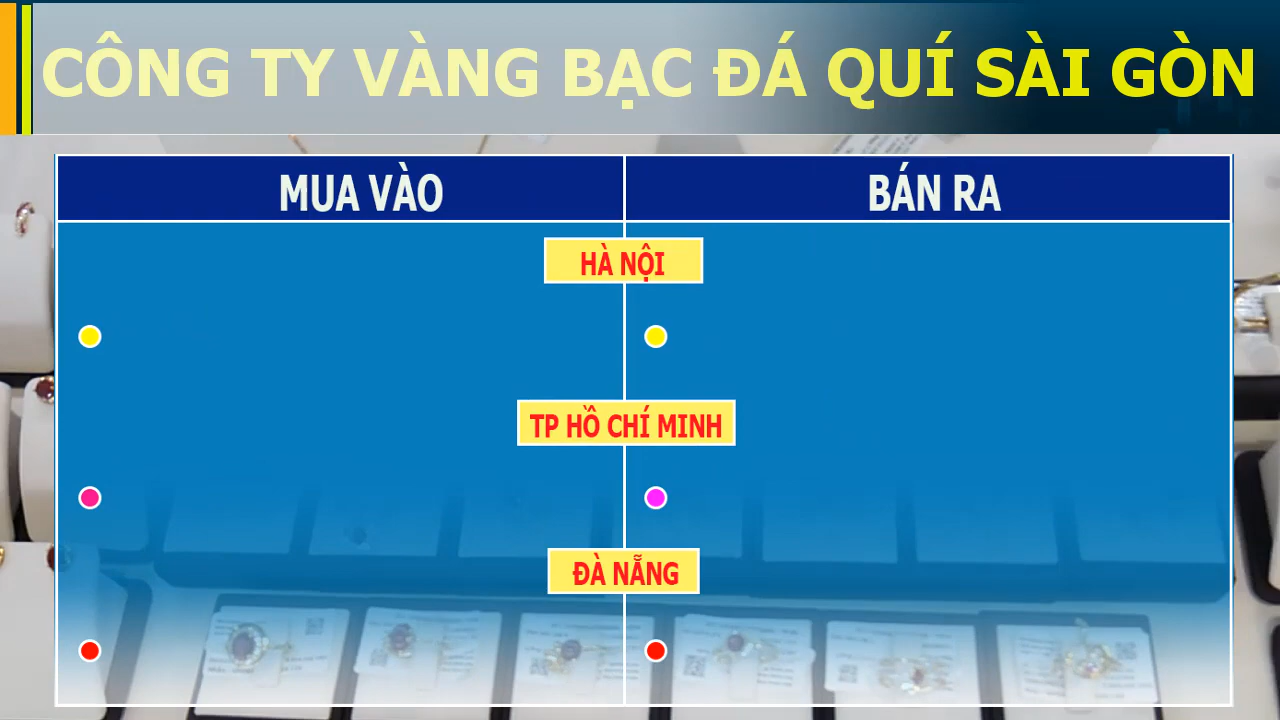 CÔNG TY VÀNG BẠC ĐÁ QUÍ SÀI GÒN
MUA VÀO
BÁN RA
HÀ NỘI
TP HỒ CHÍ MINH
ĐÀ NẴNG